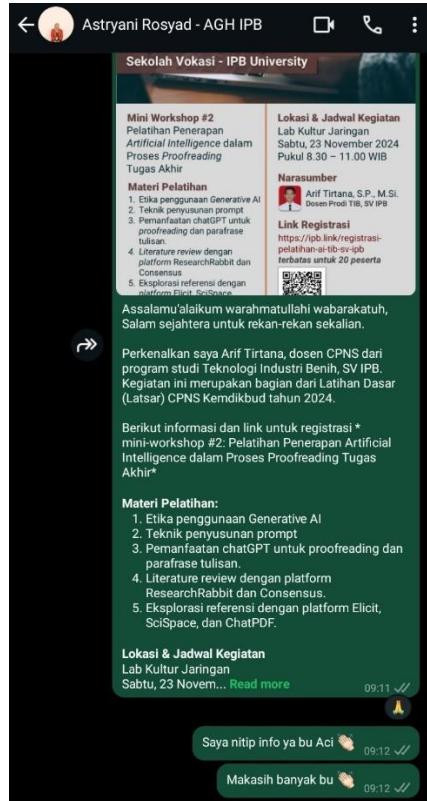 Astryani Rosyad - AGH IPB
Sekolah Vokasi - IPB University
Mini Workshop #2
Pelatihan Penerapan
Artificial Intelligence dalam
Proses Proofreading
Tugas Akhir
Materi Pelatihan
1. Etika penggunaan Generative AI
2. Teknik penyusunan prompt
3. Pemanfaatan chatGPT untuk
proofreading dan parafrase
tulisan.
4. Literature review dengan
platform ResearchRabbit dan
Consensus
5. Eksplorasi referensi dengan
platform Elicit, SciSpace
Lokasi & Jadwal Kegiatan
Lab Kultur Jaringan
Sabtu, 23 November 2024
Pukul 8.30 – 11.00 WIB
Narasumber
Arif Tirtana, S.P., M.Si.
Dosen Prodi TIB, SV IPB
Link Registrasi
https://ipb.link/registrasi-
pelatihan-ai-tib-sv-ipb
terbatas untuk 20 peserta
Assalamu'alaikum warahmatullahi wabarakatuh,
Salam sejahtera untuk rekan-rekan sekalian.
Perkenalkan saya Arif Tirtana, dosen CPNS dari
program studi Teknologi Industri Benih, SV IPB.
Kegiatan ini merupakan bagian dari Latihan Dasar
(Latsar) CPNS Kemdikbud tahun 2024.
Berikut informasi dan link untuk registrasi *
mini-workshop #2: Pelatihan Penerapan Artificial
Intelligence dalam Proses Proofreading Tugas
Akhir*
Materi Pelatihan:
1. Etika penggunaan Generative AI
2. Teknik penyusunan prompt
3. Pemanfaatan chatGPT untuk proofreading dan
parafrase tulisan.
4. Literature review dengan platform
ResearchRabbit dan Consensus.
5. Eksplorasi referensi dengan platform Elicit,
SciSpace, dan ChatPDF.
Lokasi & Jadwal Kegiatan
Lab Kultur Jaringan
Sabtu, 23 Novem... Read more
09:11
Saya nitip info ya bu Aci 👏🏻
09:12
Makasih banyak bu 👏🏻
09:12